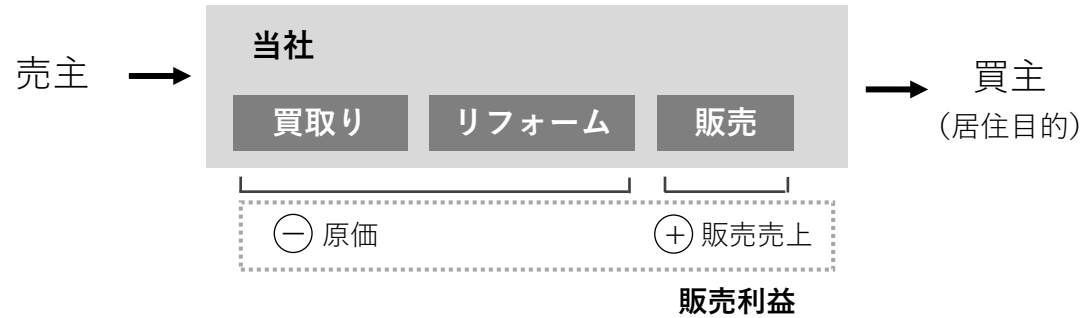 当社
売主
買主
(居住目的)
買取り
リフォーム
販売
− 原価
+ 販売売上
販売利益